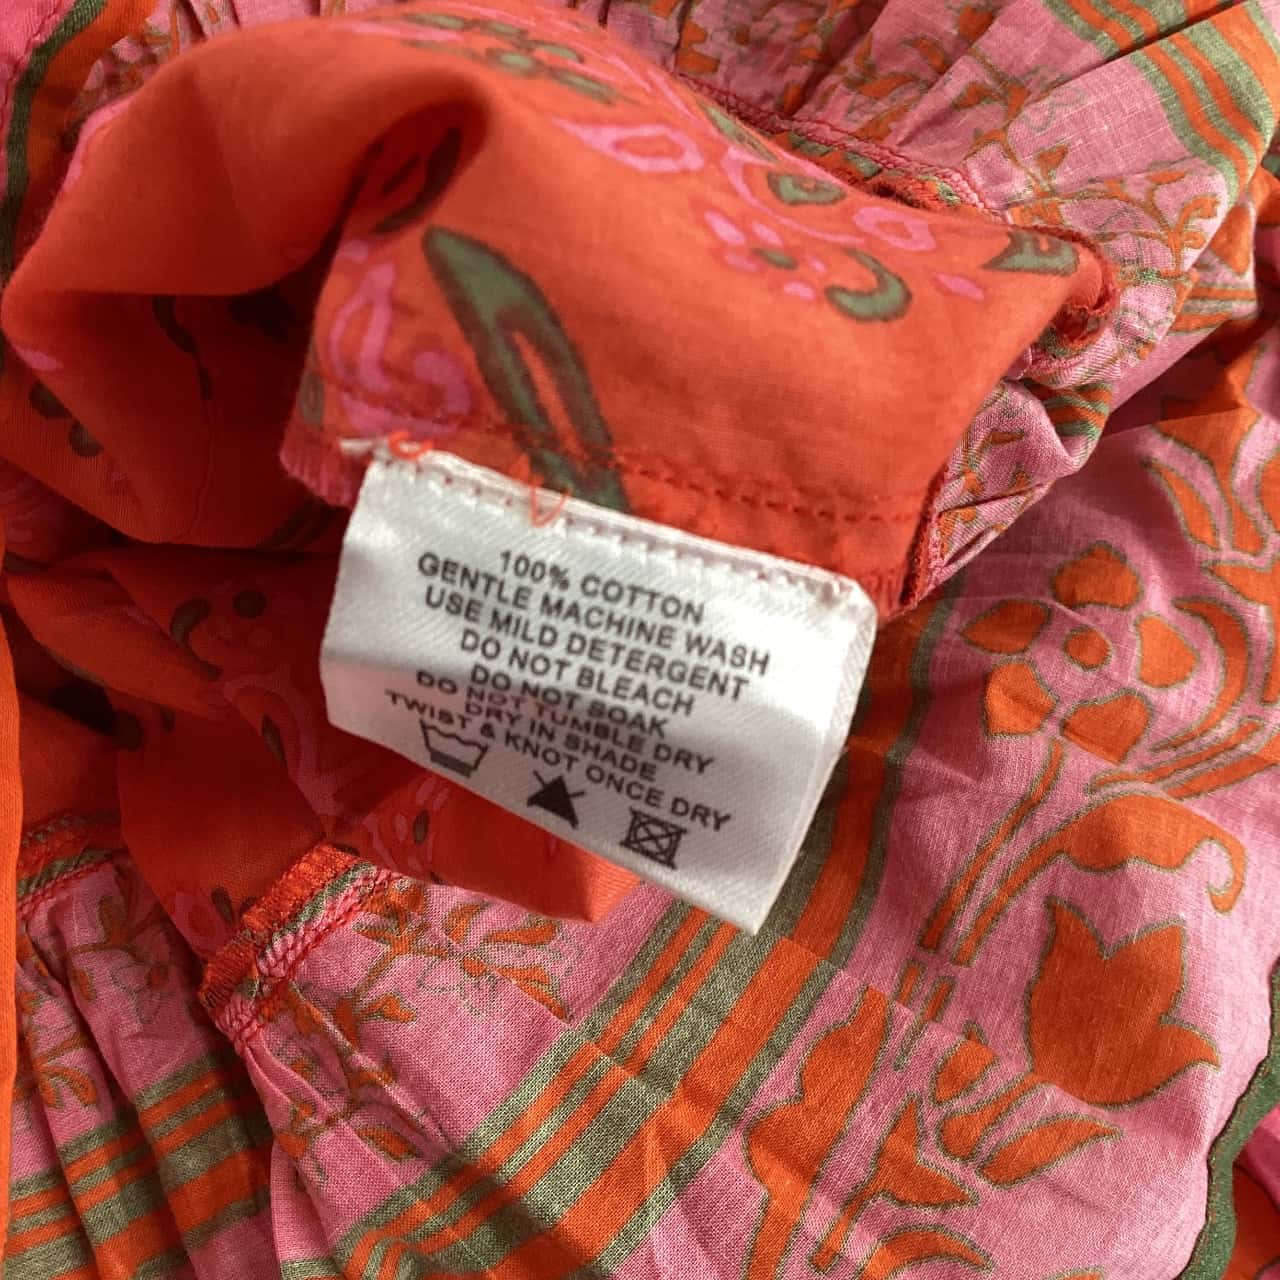 100% COTTON
GENTLE MACHINE WASH
USE MILD DETERGENT
DO NOT BLEACH
DO NOT SOAK
DO NOT TUMBLE DRY
DRY IN SHADE
TWIST & KNOT ONCE DRY